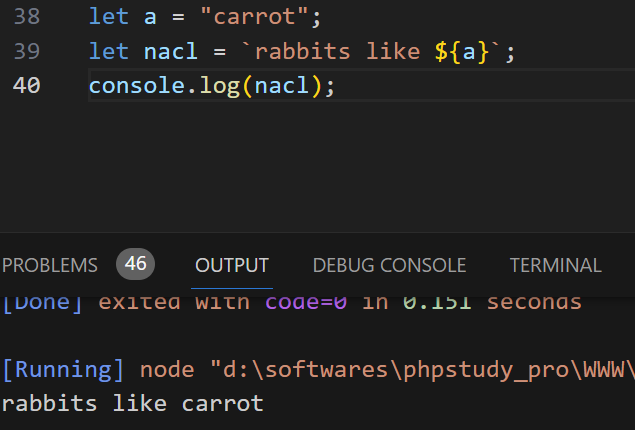 38 let a = "carrot";
39 let nacl = `rabbits like ${a}`;
40 console.log(nacl);
PROBLEMS 46 OUTPUT DEBUG CONSOLE TERMINAL
[Done] exited with code=0 in 0.151 seconds
[Running] node "d:\softwares\phpstudy_pro\WWW\
rabbits like carrot